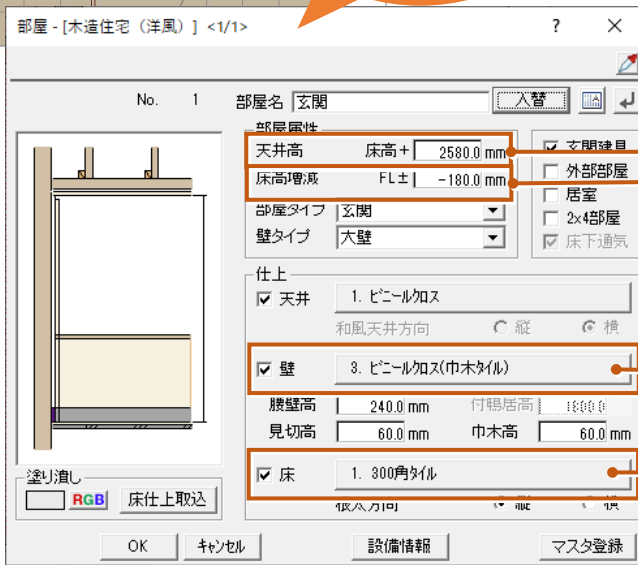 部屋 - [木造住宅（洋風）] <1/1> ? ×
No. 1 部屋名 玄関 入替
部屋属性
天井高 床高+ 2580.0 mm
床高増減 FL± -180.0 mm
部屋タイプ 玄関
壁タイプ 大壁
玄関建具
外部部屋
居室
2x4部屋
床下通気
仕上
天井 1. ﾋﾞﾆｰﾙｸﾛｽ
和風天井方向 縦 横
壁 3. ﾋﾞﾆｰﾙｸﾛｽ(巾木ﾀｲﾙ)
腰壁高 240.0 mm 付鴨居高 1800.0
見切高 60.0 mm 巾木高 60.0 mm
床 1. 300角ﾀｲﾙ
根太方向 縦 横
塗り潰し
RGB 床仕上取込
OK ｷｬﾝｾﾙ 設備情報 マスタ登録